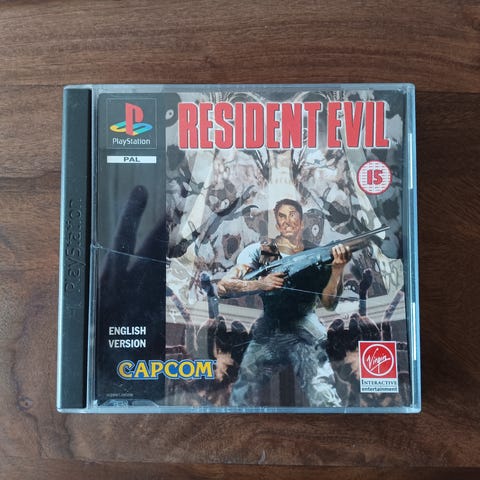 RESIDENT EVIL
PlayStation
PAL
15
PlayStation
ENGLISH
VERSION
CAPCOM
Virgin
INTERACTIVE
entertainment